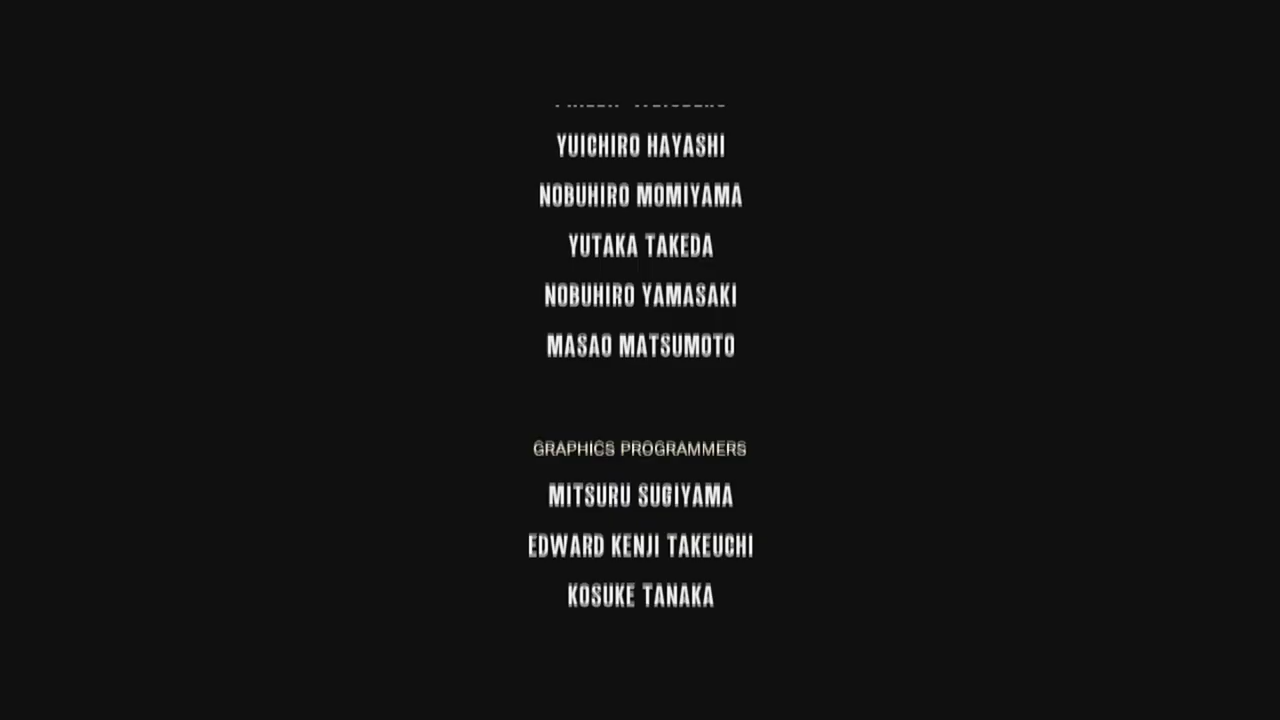 YUICHIRO HAYASHI
NOBUHIRO MOMIYAMA
YUTAKA TAKEDA
NOBUHIRO YAMASAKI
MASAO MATSUMOTO
GRAPHICS PROGRAMMERS
MITSURU SUGIYAMA
EDWARD KENJI TAKEUCHI
KOSUKE TANAKA